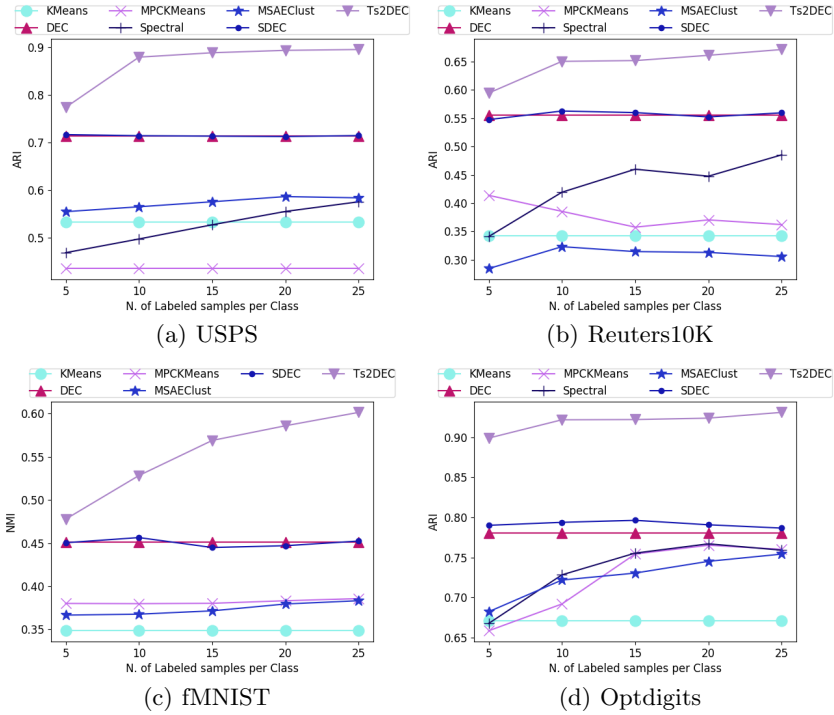 KMeans MPCKMeans MSAEClust Ts2DEC
DEC Spectral SDEC
0.9
0.8
0.7
0.6
0.5
ARI
5 10 15 20 25
N. of Labeled samples per Class
(a) USPS
KMeans MPCKMeans MSAEClust Ts2DEC
DEC Spectral SDEC
0.65
0.60
0.55
0.50
0.45
0.40
0.35
0.30
ARI
5 10 15 20 25
N. of Labeled samples per Class
(b) Reuters10K
KMeans MPCKMeans SDEC Ts2DEC
DEC MSAEClust
0.60
0.55
0.50
0.45
0.40
0.35
NMI
5 10 15 20 25
N. of Labeled samples per Class
(c) fMNIST
KMeans MPCKMeans MSAEClust Ts2DEC
DEC Spectral SDEC
0.90
0.85
0.80
0.75
0.70
0.65
ARI
5 10 15 20 25
N. of Labeled samples per Class
(d) Optdigits